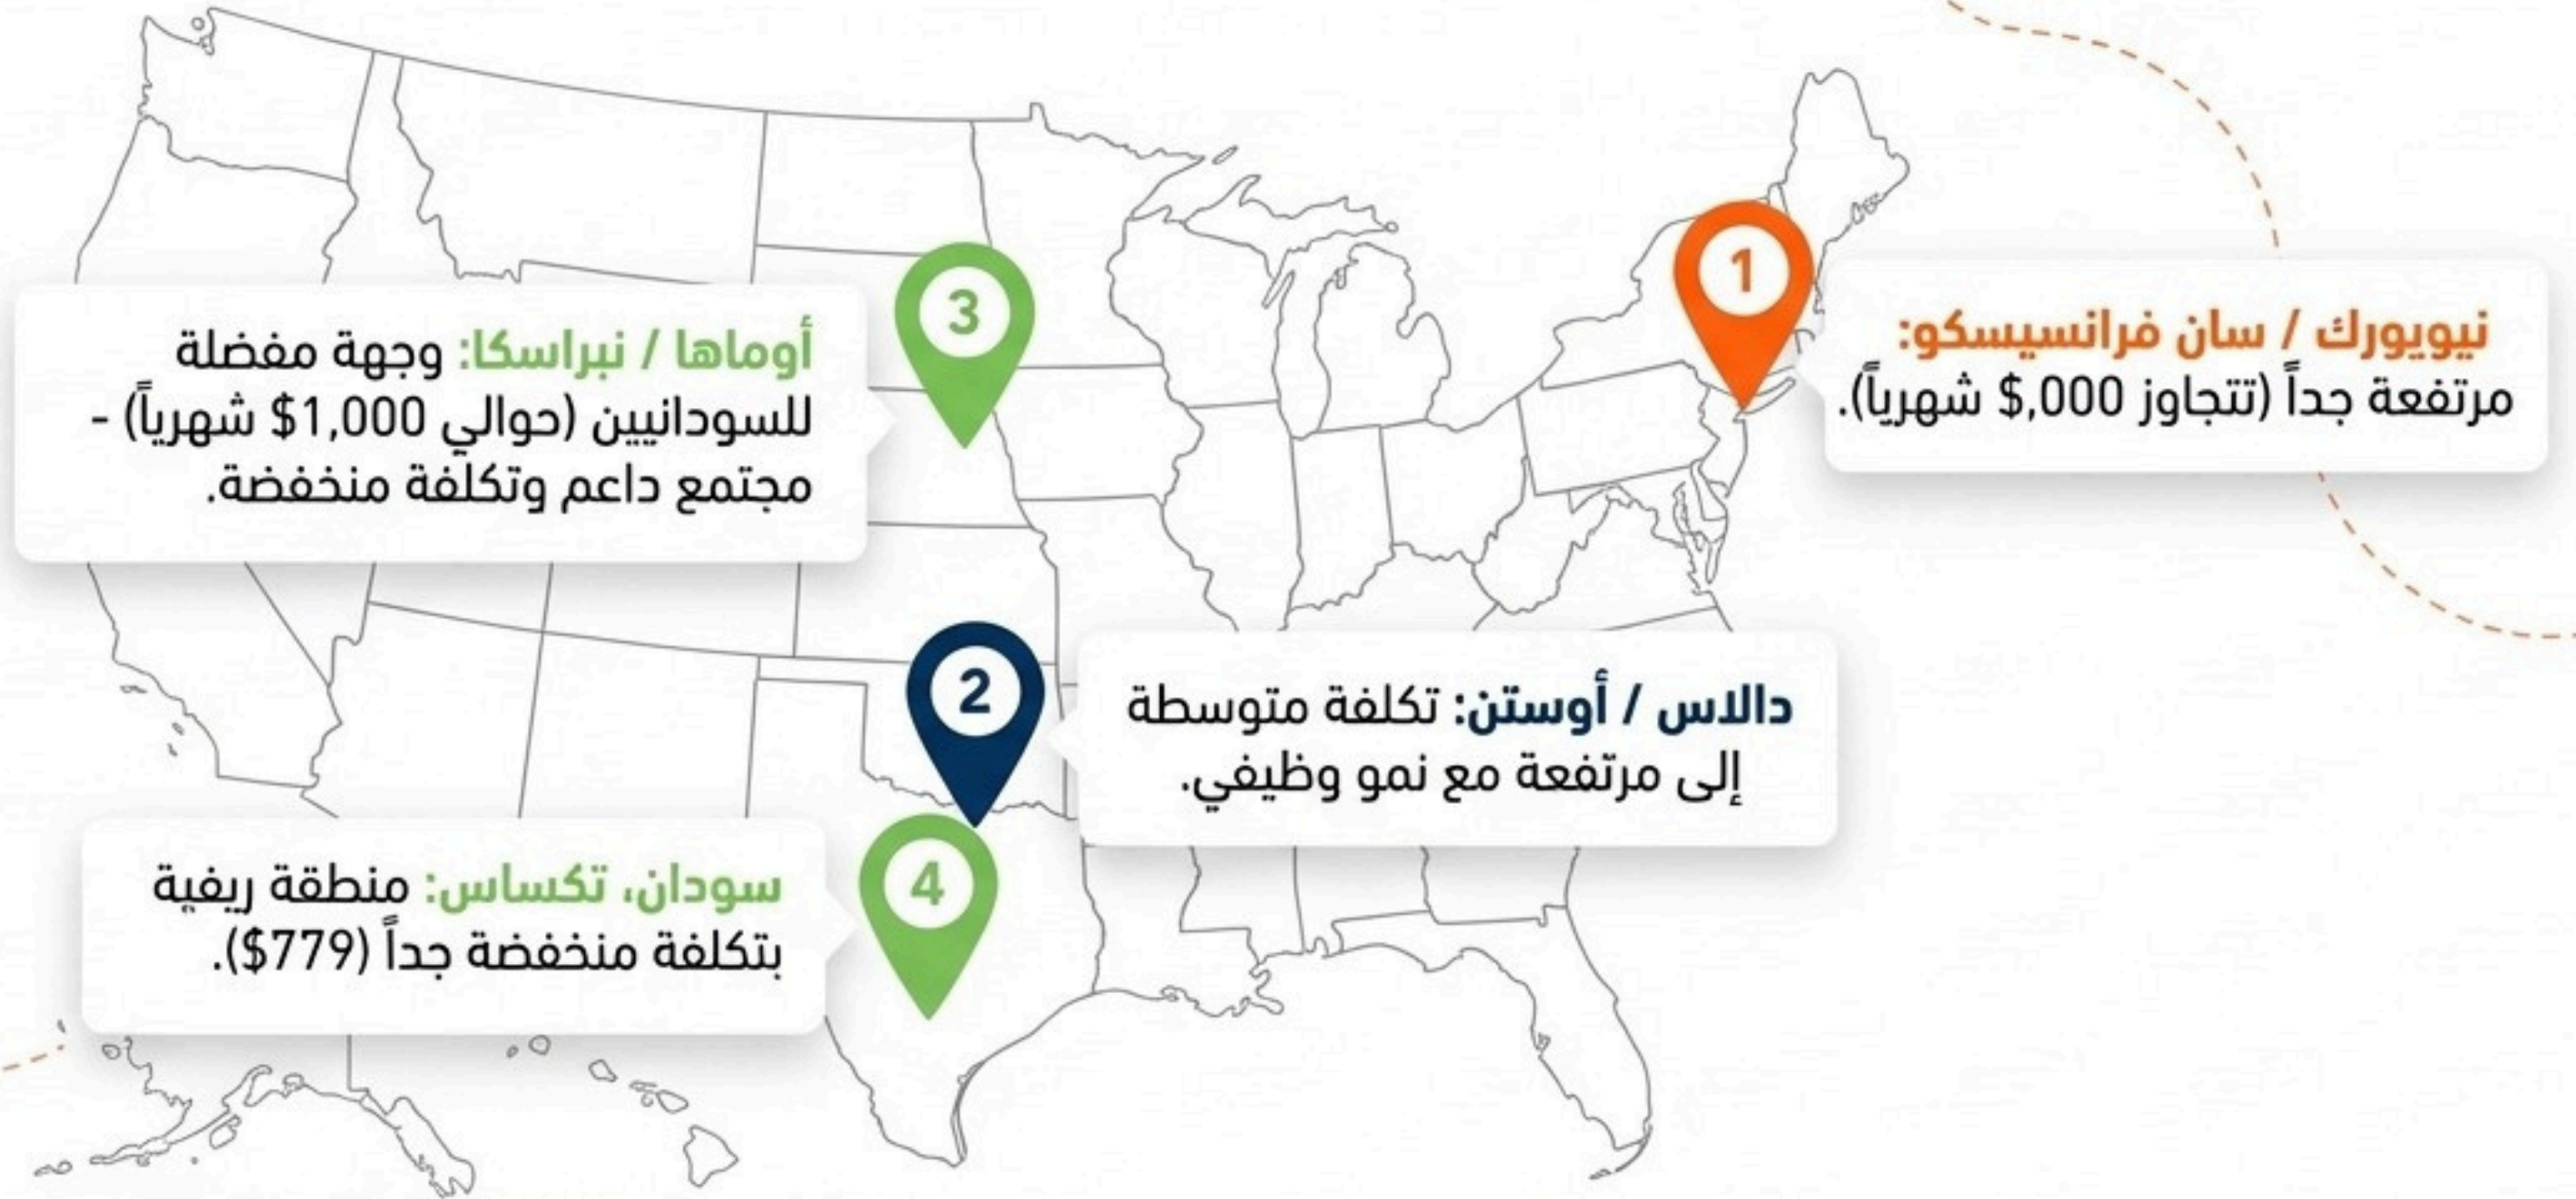 1
نيويورك / سان فرانسيسكو:
مرتفعة جداً (تتجاوز 000,$ شهرياً).
3
أوماها / نبراسكا: وجهة مفضلة
للسودانيين (حوالي 1,000$ شهرياً) -
مجتمع داعم وتكلفة منخفضة.
2
دالاس / أوستن: تكلفة متوسطة
إلى مرتفعة مع نمو وظيفي.
4
سودان، تكساس: منطقة ريفية
بتكلفة منخفضة جداً (779$).